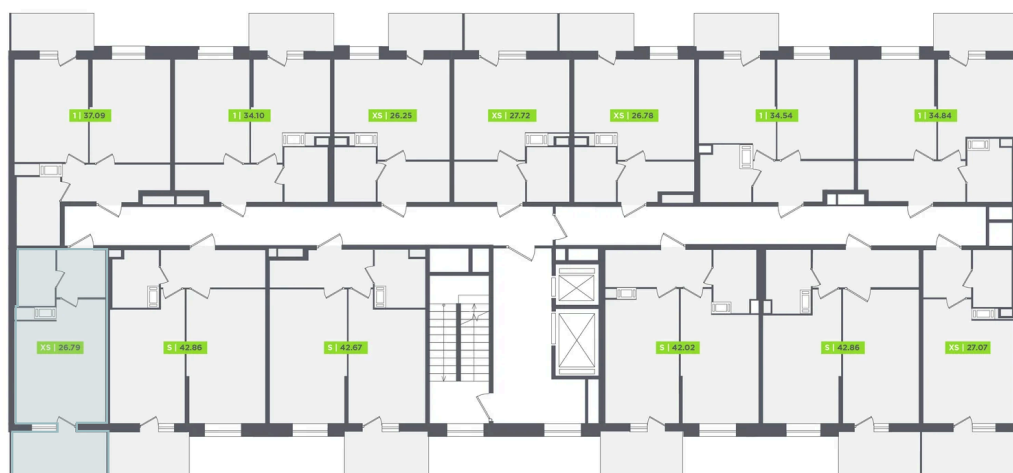 1 | 37.09
1 | 34.10
XS | 26.25
XS | 27.72
XS | 26.78
1 | 34.54
1 | 34.84
XS | 26.79
S | 42.86
S | 42.67
S | 42.02
S | 42.86
XS | 27.07